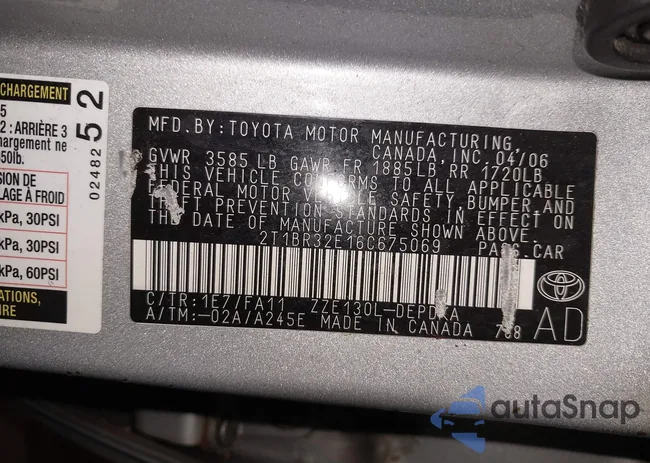 CHARGEMENT
5
2 : ARRIÈRE 3
chargement ne
50lb.
SION DE
LAGE À FROID
kPa, 30PSI
kPa, 30PSI
kPa, 60PSI
ations,
IRE
02482 52
MFD. BY: TOYOTA MOTOR MANUFACTURING,
CANADA, INC. 04/06
GVWR 3585 LB GAWR FR 1885LB RR 1720LB
THIS VEHICLE CONFORMS TO ALL APPLICABLE
FEDERAL MOTOR VEHICLE SAFETY, BUMPER, AND
THEFT PREVENTION STANDARDS IN EFFECT ON
THE DATE OF MANUFACTURE SHOWN ABOVE.
2T1BR32E16C675069 PASS. CAR
C/TR: 1E7/FA11 ZZE130L-DEPDKA
A/TM: -02A/A245E MADE IN CANADA AD
autoSnap